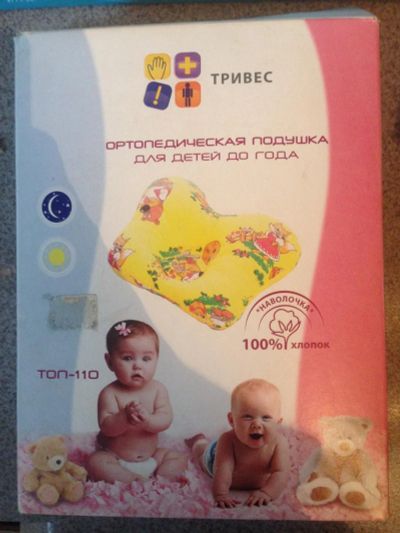 ТРИВЕС
ОРТОПЕДИЧЕСКАЯ ПОДУШКА
ДЛЯ ДЕТЕЙ ДО ГОДА
"НАВОЛОЧКА"
100% ХЛОПОК
ТОП-110